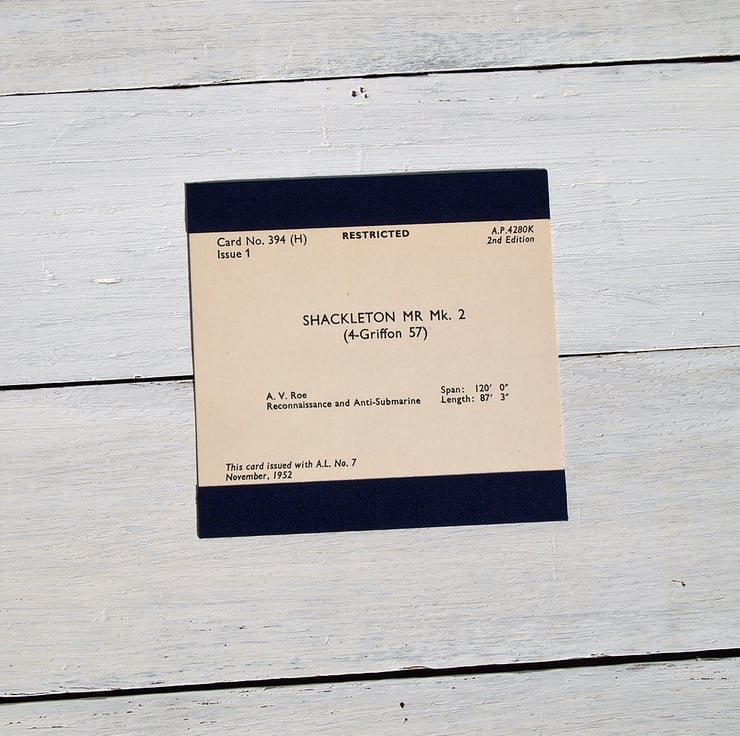 Card No. 394 (H) RESTRICTED A.P.4280K
Issue 1 2nd Edition
SHACKLETON MR Mk. 2
(4-Griffon 57)
A. V. Roe Span: 120' 0"
Reconnaissance and Anti-Submarine Length: 87' 3"
This card issued with A.L. No. 7
November, 1952